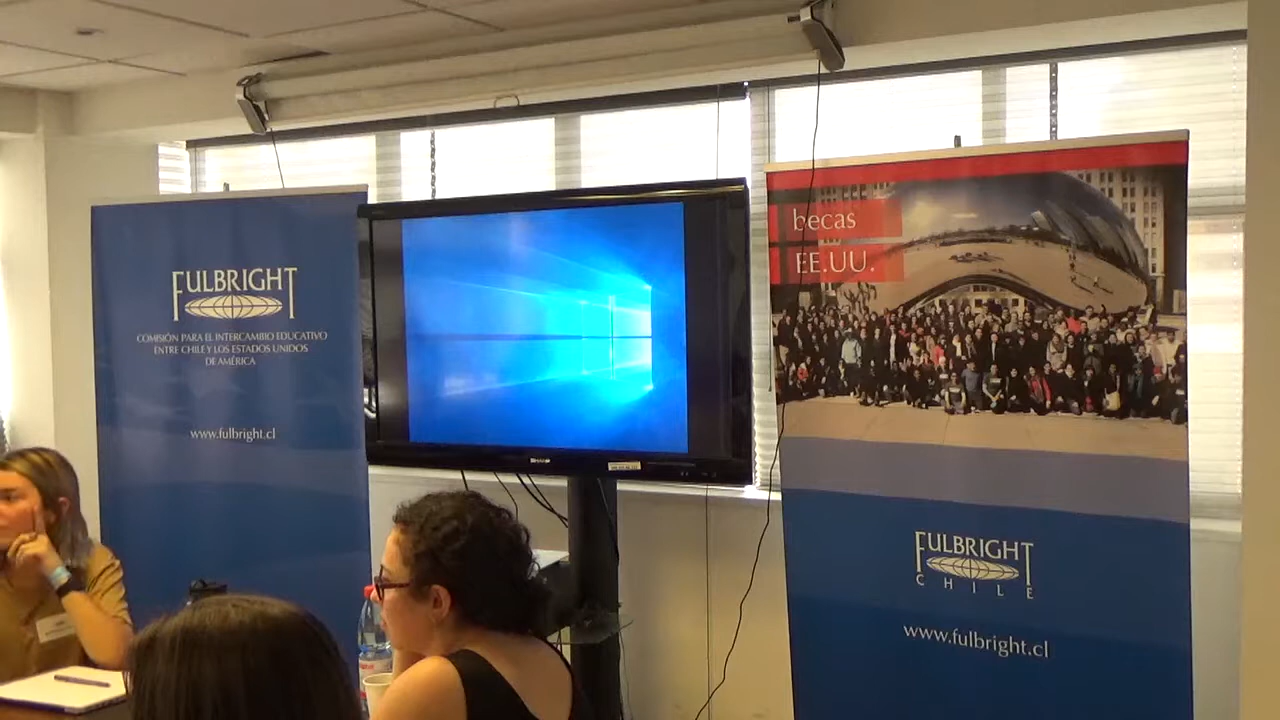 FULBRIGHT
COMISIÓN PARA EL INTERCAMBIO EDUCATIVO
ENTRE CHILE Y LOS ESTADOS UNIDOS
DE AMÉRICA
www.fulbright.cl
SHARP
becas
EE.UU.
FULBRIGHT
CHILE
www.fulbright.cl